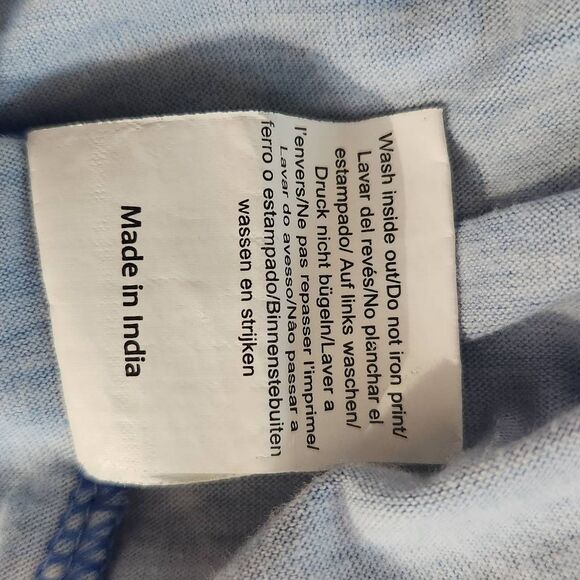 Wash inside out/Do not iron print/
Lavar del revés/No planchar el
estampado/ Auf links waschen/
Druck nicht bügeln/Laver a
l'envers/Ne pas repasser l'imprime/
Lavar do avesso/Não passar a
ferro o estampado/Binnenstebuiten
wassen en strijken
Made in India